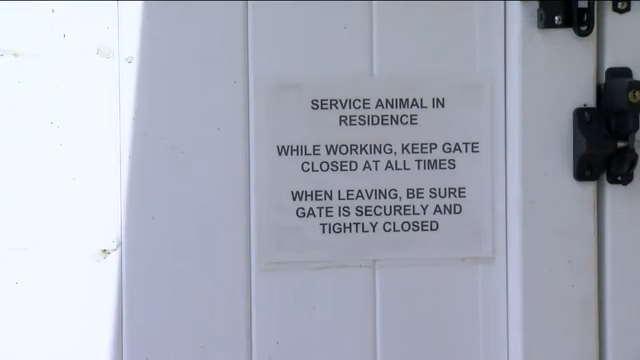 SERVICE ANIMAL IN
RESIDENCE
WHILE WORKING, KEEP GATE
CLOSED AT ALL TIMES
WHEN LEAVING, BE SURE
GATE IS SECURELY AND
TIGHTLY CLOSED